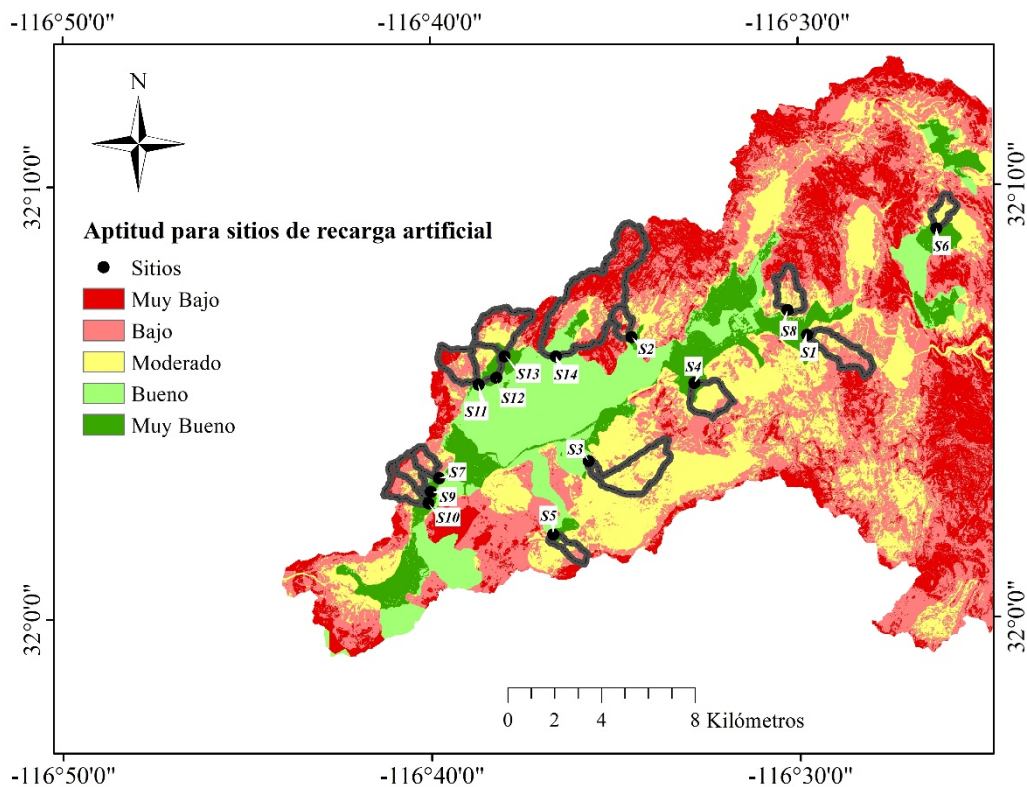 -116°50'0"
-116°40'0"
-116°30'0"
N
32°10'0"
32°10'0"
Aptitud para sitios de recarga artificial
Sitios
Muy Bajo
Bajo
Moderado
Bueno
Muy Bueno
S6
S8
S1
S2
S13
S14
S4
S12
S11
S3
S7
S9
S10
S5
32°0'0"
32°0'0"
0 2 4 8 Kilómetros
-116°50'0"
-116°40'0"
-116°30'0"